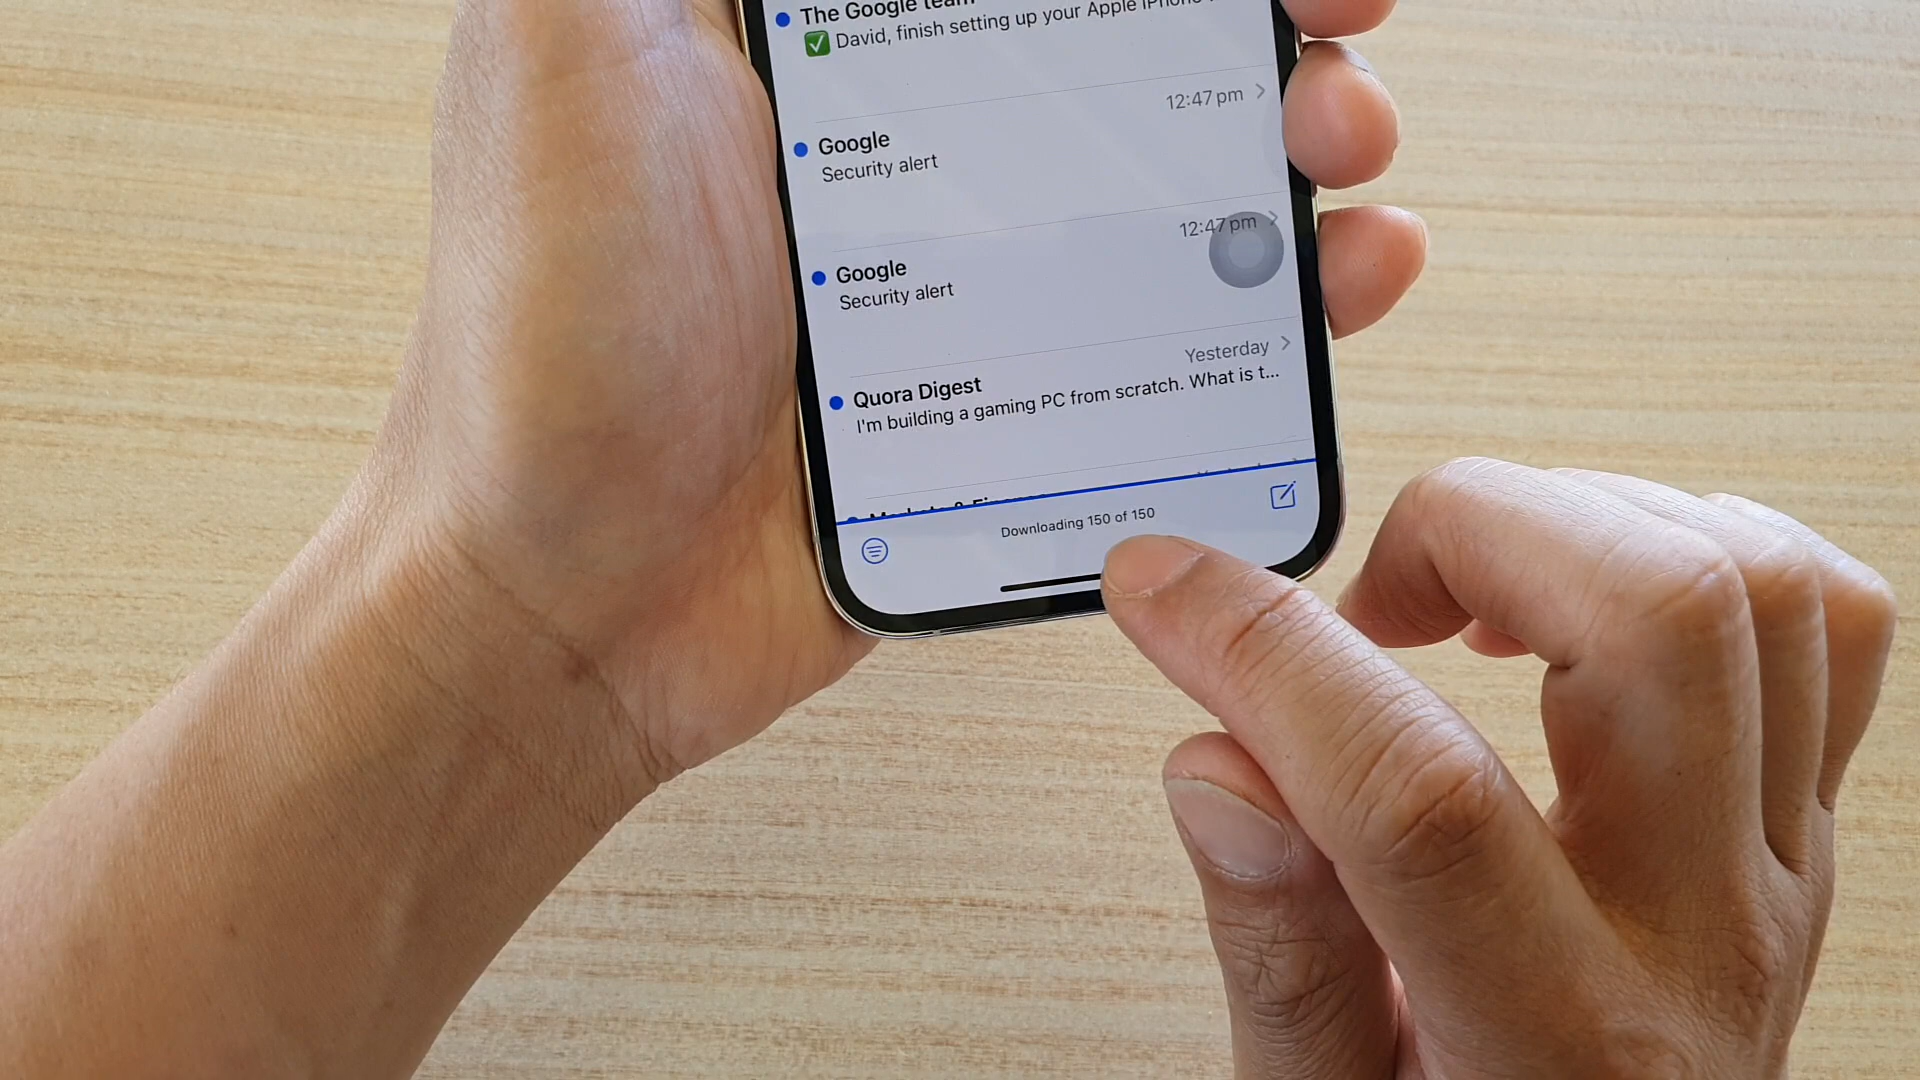 The Google team
✅ David, finish setting up your Apple iPhone
12:47 pm
Google
Security alert
12:47 pm
Google
Security alert
Yesterday
Quora Digest
I'm building a gaming PC from scratch. What is t...
Downloading 150 of 150